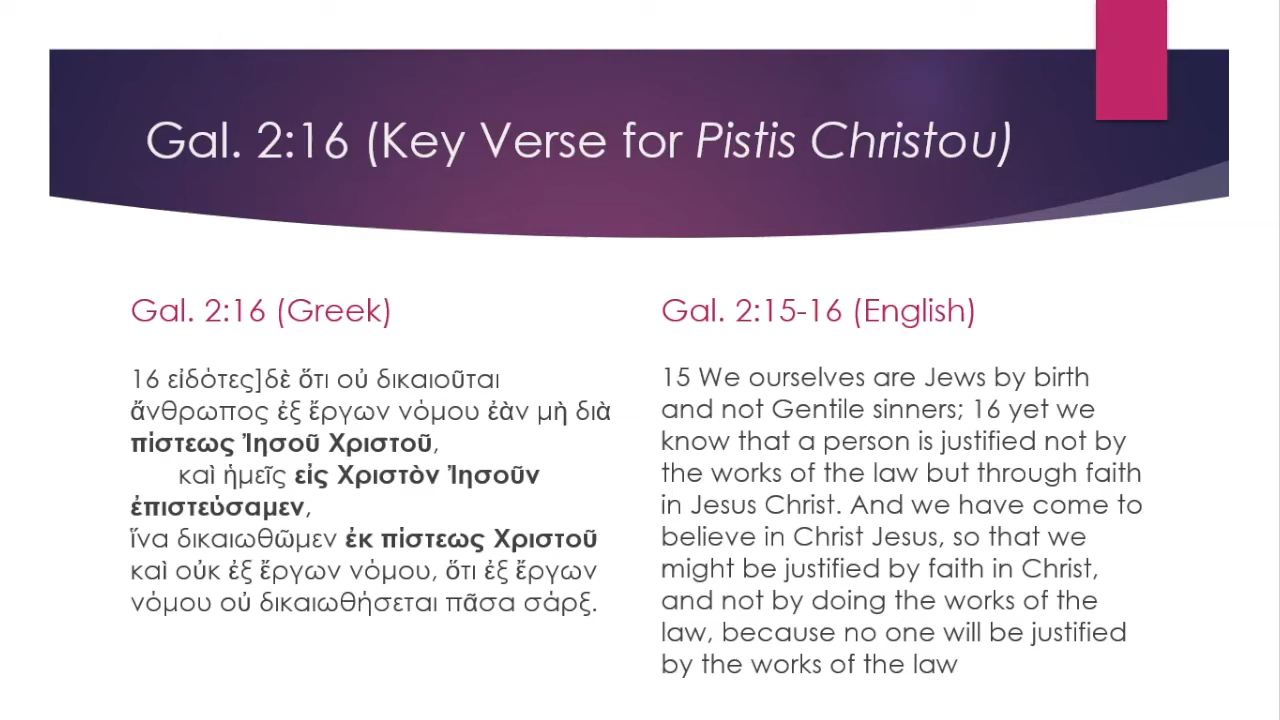 Gal. 2:16 (Key Verse for Pistis Christou)
Gal. 2:16 (Greek)
16 εἰδότες]δὲ ὅτι οὐ δικαιοῦται
ἄνθρωπος ἐξ ἔργων νόμου ἐὰν μὴ διὰ
πίστεως Ἰησοῦ Χριστοῦ,
καὶ ἡμεῖς εἰς Χριστὸν Ἰησοῦν
ἐπιστεύσαμεν,
ἵνα δικαιωθῶμεν ἐκ πίστεως Χριστοῦ
καὶ οὐκ ἐξ ἔργων νόμου, ὅτι ἐξ ἔργων
νόμου οὐ δικαιωθήσεται πᾶσα σάρξ.
Gal. 2:15-16 (English)
15 We ourselves are Jews by birth
and not Gentile sinners; 16 yet we
know that a person is justified not by
the works of the law but through faith
in Jesus Christ. And we have come to
believe in Christ Jesus, so that we
might be justified by faith in Christ,
and not by doing the works of the
law, because no one will be justified
by the works of the law